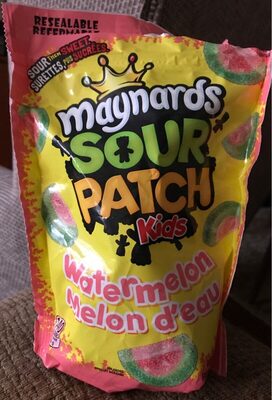 RESEALABLE
REFERMABLE
SOUR THEN SWEET.
SURETTES, PUIS SUCRÉES.
maynards
SOUR
PATCH
Kids
Watermelon
Melon d'eau